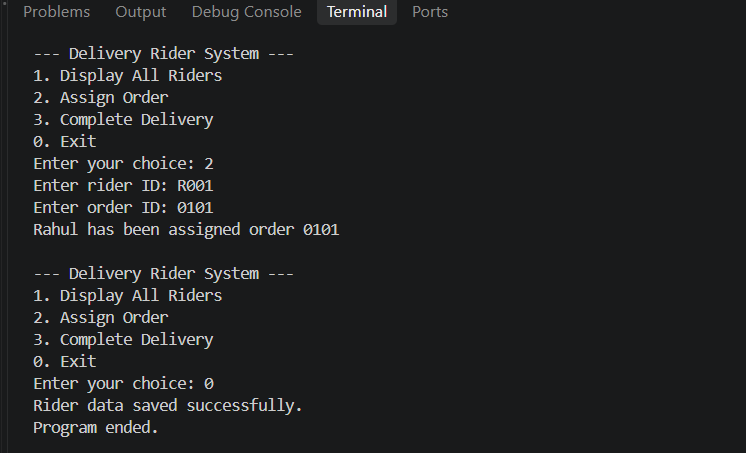 Problems Output Debug Console Terminal Ports
--- Delivery Rider System ---
1. Display All Riders
2. Assign Order
3. Complete Delivery
0. Exit
Enter your choice: 2
Enter rider ID: R001
Enter order ID: 0101
Rahul has been assigned order 0101
--- Delivery Rider System ---
1. Display All Riders
2. Assign Order
3. Complete Delivery
0. Exit
Enter your choice: 0
Rider data saved successfully.
Program ended.